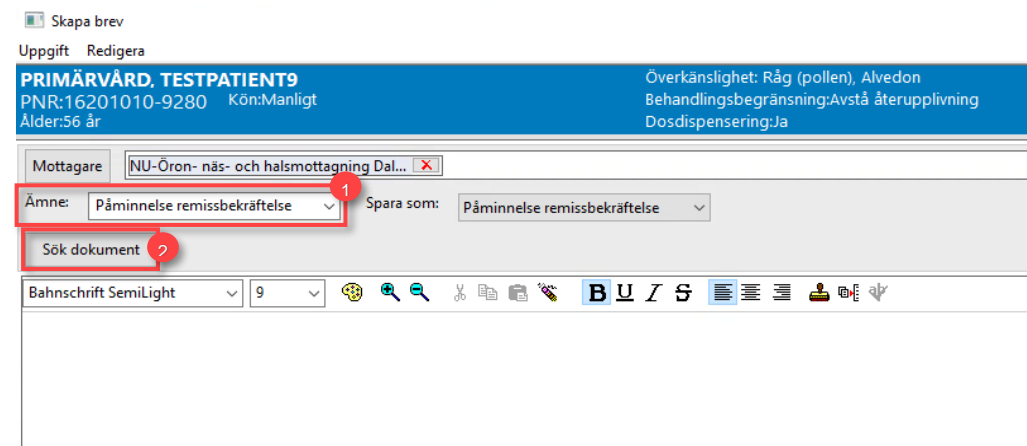 Skapa brev
Uppgift Redigera
PRIMÄRVÅRD, TESTPATIENT9
PNR:16201010-9280 Kön:Manligt
Ålder:56 år
Överkänslighet: Råg (pollen), Alvedon
Behandlingsbegränsning:Avstå återupplivning
Dosdispensering:Ja
Mottagare NU-Öron- näs- och halsmottagning Dal...
1
Ämne: Påminnelse remissbekräftelse Spara som: Påminnelse remissbekräftelse
Sök dokument 2
Bahnschrift SemiLight 9 B U I S